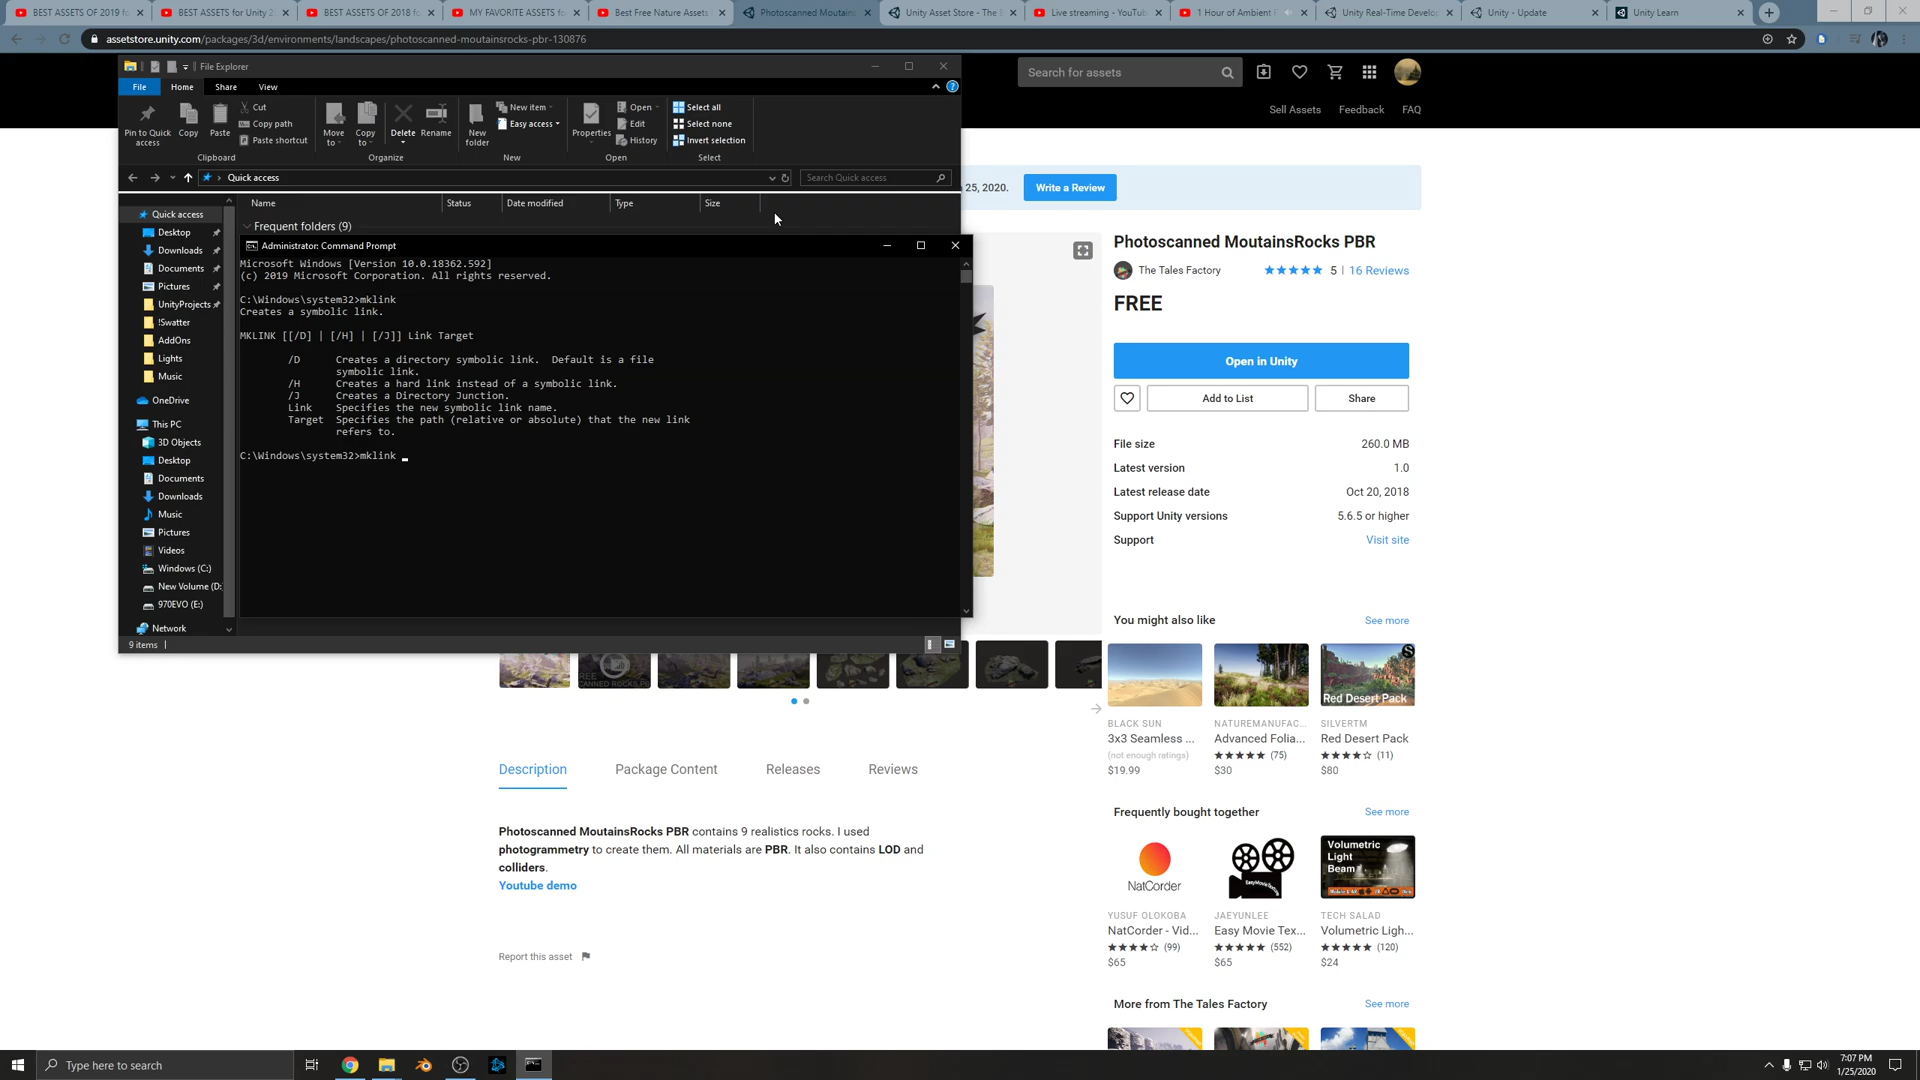 BEST ASSETS OF 2019 fo
BEST ASSETS for Unity 2
BEST ASSETS OF 2018 fo
MY FAVORITE ASSETS fo
Best Free Nature Assets
Photoscanned Moutains
Unity Asset Store - The B
Live streaming - YouTub
1 Hour of Ambient
Unity Real-Time Develop
Unity - Update
Unity Learn
assetstore.unity.com/packages/3d/environments/landscapes/photoscanned-moutainsrocks-pbr-130876
File Explorer
File
Home
Share
View
Pin to Quick access
Copy
Paste
Cut
Copy path
Paste shortcut
Clipboard
Move to
Copy to
Delete
Rename
Organize
New folder
New item
Easy access
New
Properties
Open
Edit
History
Open
Select all
Select none
Invert selection
Select
Quick access
Search Quick access
Name
Status
Date modified
Type
Size
Frequent folders (9)
Quick access
Desktop
Downloads
Documents
Pictures
UnityProjects
!Swatter
AddOns
Lights
Music
OneDrive
This PC
3D Objects
Desktop
Documents
Downloads
Music
Pictures
Videos
Windows (C:)
New Volume (D:
970EVO (E:)
Network
9 items
Administrator: Command Prompt
Microsoft Windows [Version 10.0.18362.592]
(c) 2019 Microsoft Corporation. All rights reserved.
C:\Windows\system32>mklink
Creates a symbolic link.
MKLINK [[/D] | [/H] | [/J]] Link Target
/D Creates a directory symbolic link. Default is a file
symbolic link.
/H Creates a hard link instead of a symbolic link.
/J Creates a Directory Junction.
Link Specifies the new symbolic link name.
Target Specifies the path (relative or absolute) that the new link
refers to.
C:\Windows\system32>mklink _
Search for assets
Sell Assets
Feedback
FAQ
25, 2020.
Write a Review
Photoscanned MoutainsRocks PBR
The Tales Factory
5 | 16 Reviews
FREE
Open in Unity
Add to List
Share
File size 260.0 MB
Latest version 1.0
Latest release date Oct 20, 2018
Support Unity versions 5.6.5 or higher
Support Visit site
You might also like See more
Red Desert Pack
BLACK SUN
3x3 Seamless ...
(not enough ratings)
$19.99
NATUREMANUFAC...
Advanced Folia...
(75)
$30
SILVERTM
Red Desert Pack
(11)
$80
Frequently bought together See more
NatCorder
Volumetric
Light
Beam
YUSUF OLOKOBA
NatCorder - Vid...
(99)
$65
JAEYUNLEE
Easy Movie Tex...
(552)
$65
TECH SALAD
Volumetric Ligh...
(120)
$24
More from The Tales Factory See more
Description
Package Content
Releases
Reviews
Photoscanned MoutainsRocks PBR contains 9 realistics rocks. I used
photogrammetry to create them. All materials are PBR. It also contains LOD and
colliders.
Youtube demo
Report this asset
Type here to search
7:07 PM
1/25/2020